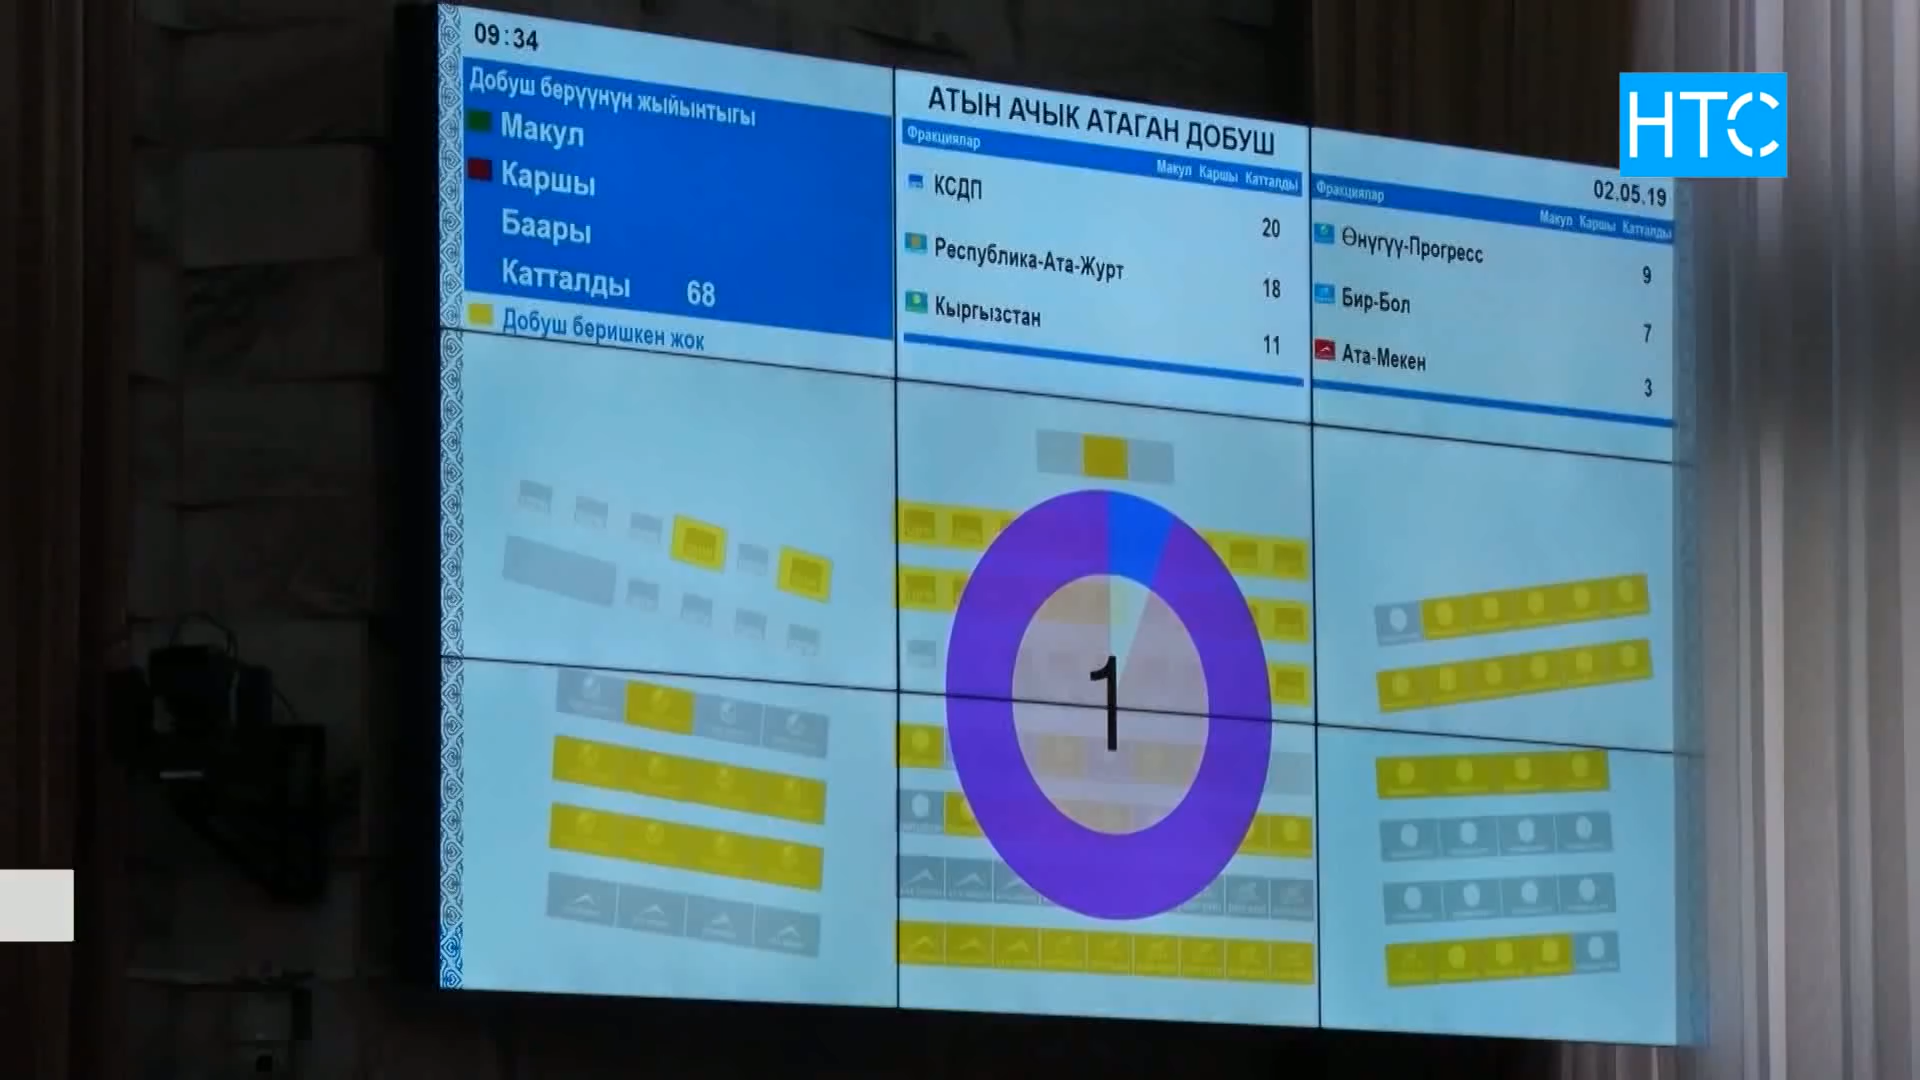 09:34
Добуш берүүнүн жыйынтыгы
Макул
Каршы
Баары
Катталды 68
Добуш беришкен жок
АТЫН АЧЫК АТАГАН ДОБУШ
Фракциялар
Макул Каршы Катталды
КСДП 20
Республика-Ата-Журт 18
Кыргызстан 11
02.05.19
Фракциялар
Макул Каршы Катталды
Өнүгүү-Прогресс 9
Бир-Бол 7
Ата-Мекен 3
1
НТС